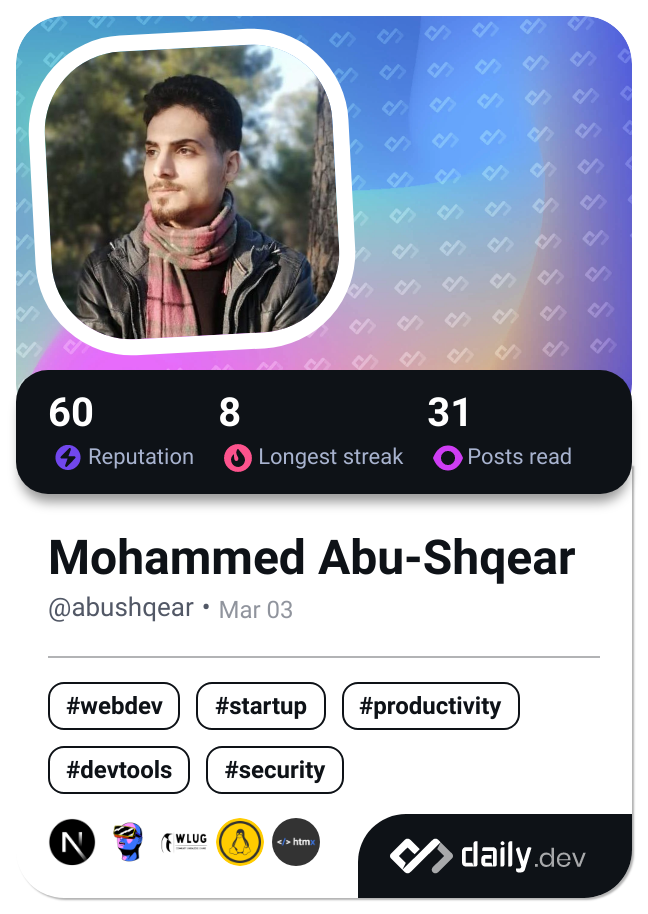 60 8 31
Reputation Longest streak Posts read
Mohammed Abu-Shqear
@abushqear • Mar 03
#webdev #startup #productivity
#devtools #security
N WLUG </> htmx
daily.dev